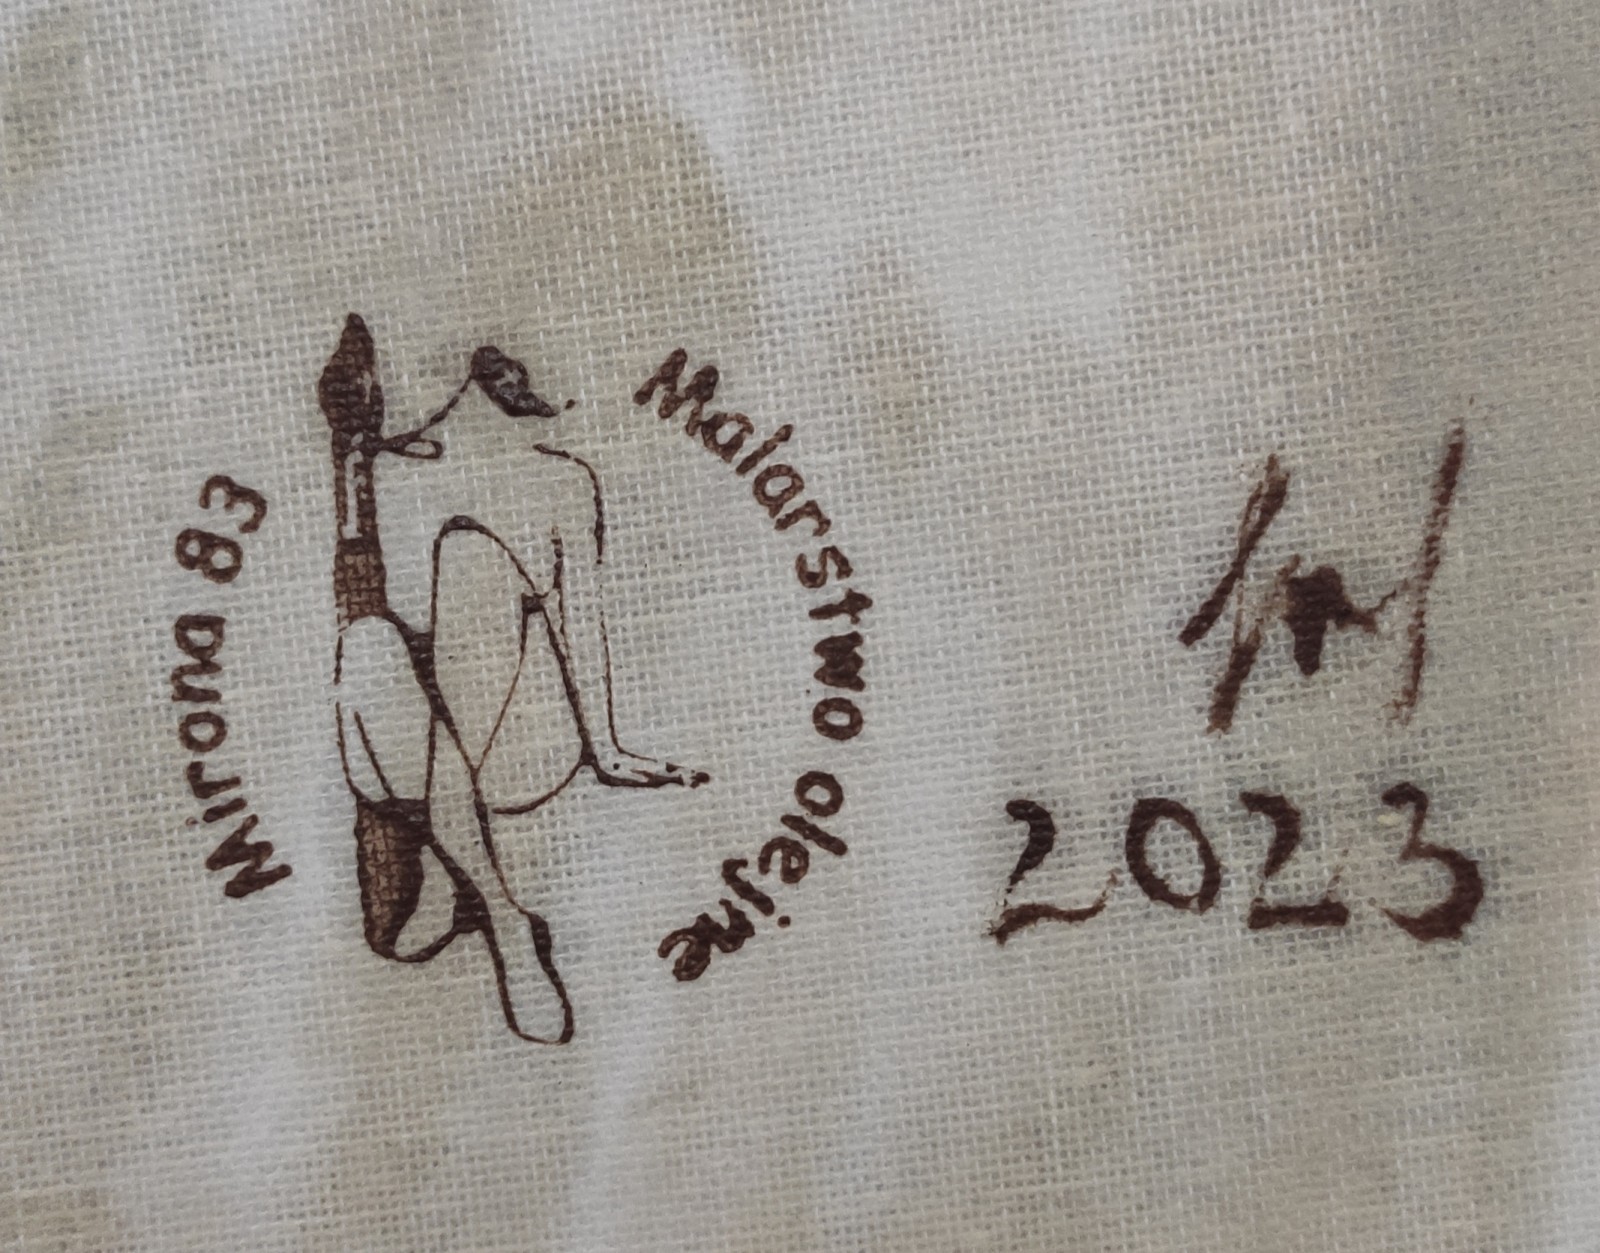 Mirona 83
Malarstwo olejne
2023